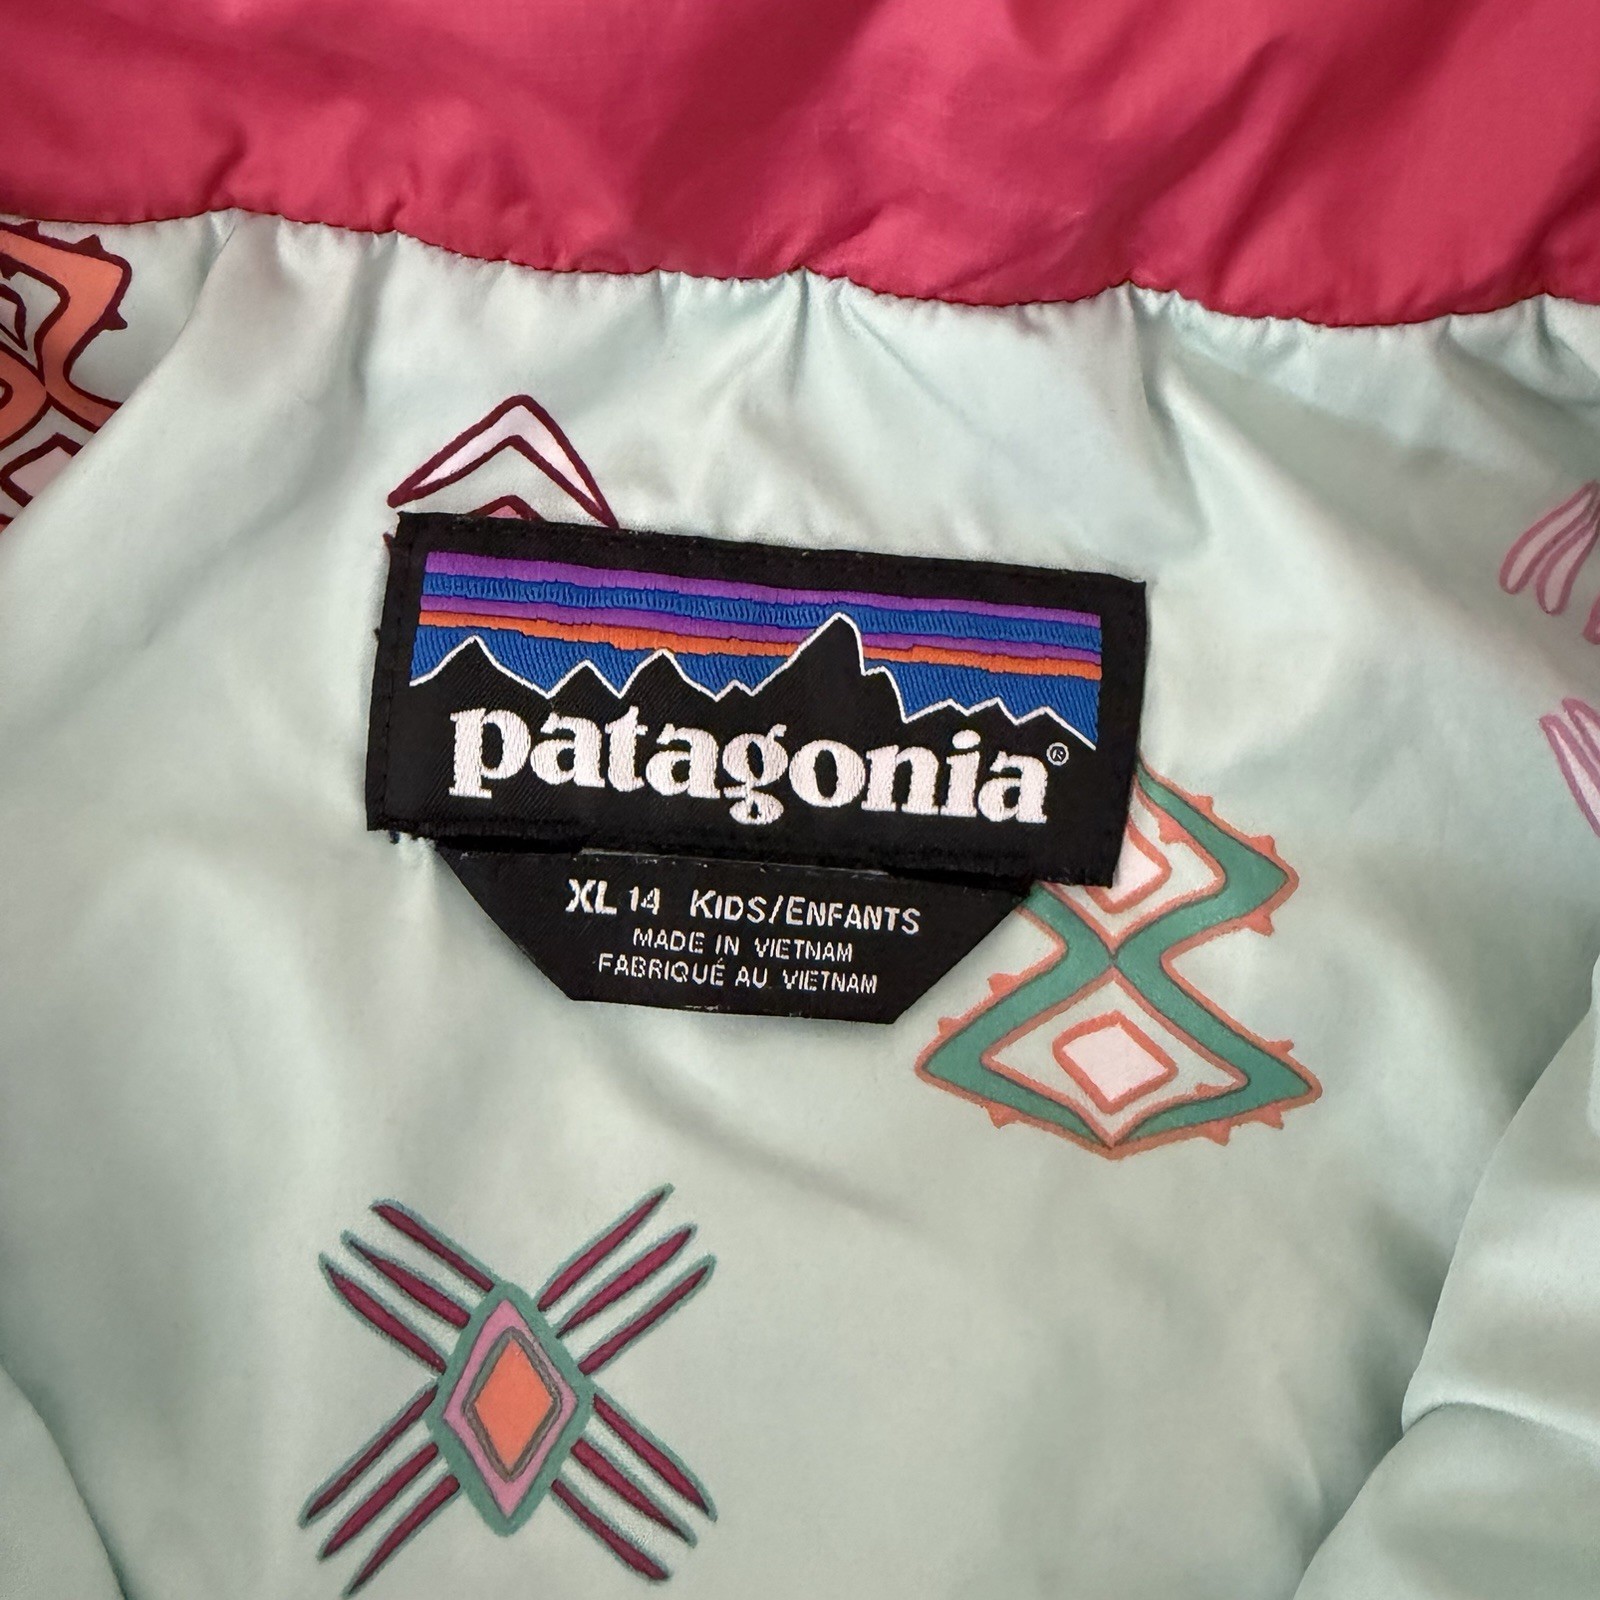 patagonia®
XL 14 KIDS/ENFANTS
MADE IN VIETNAM
FABRIQUÉ AU VIETNAM